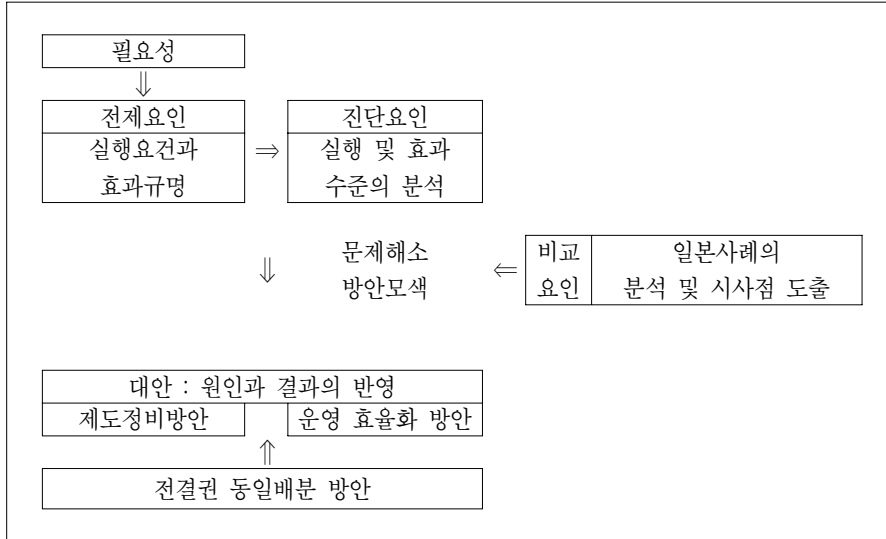 필요성
⇓
전제요인 진단요인
실행요건과 ⇒ 실행 및 효과
효과규명 수준의 분석
문제해소 비교 일본사례의
⇓ ⇐
방안모색 요인 분석 및 시사점 도출
대안 : 원인과 결과의 반영
제도정비방안 운영 효율화 방안
⇑
전결권 동일배분 방안